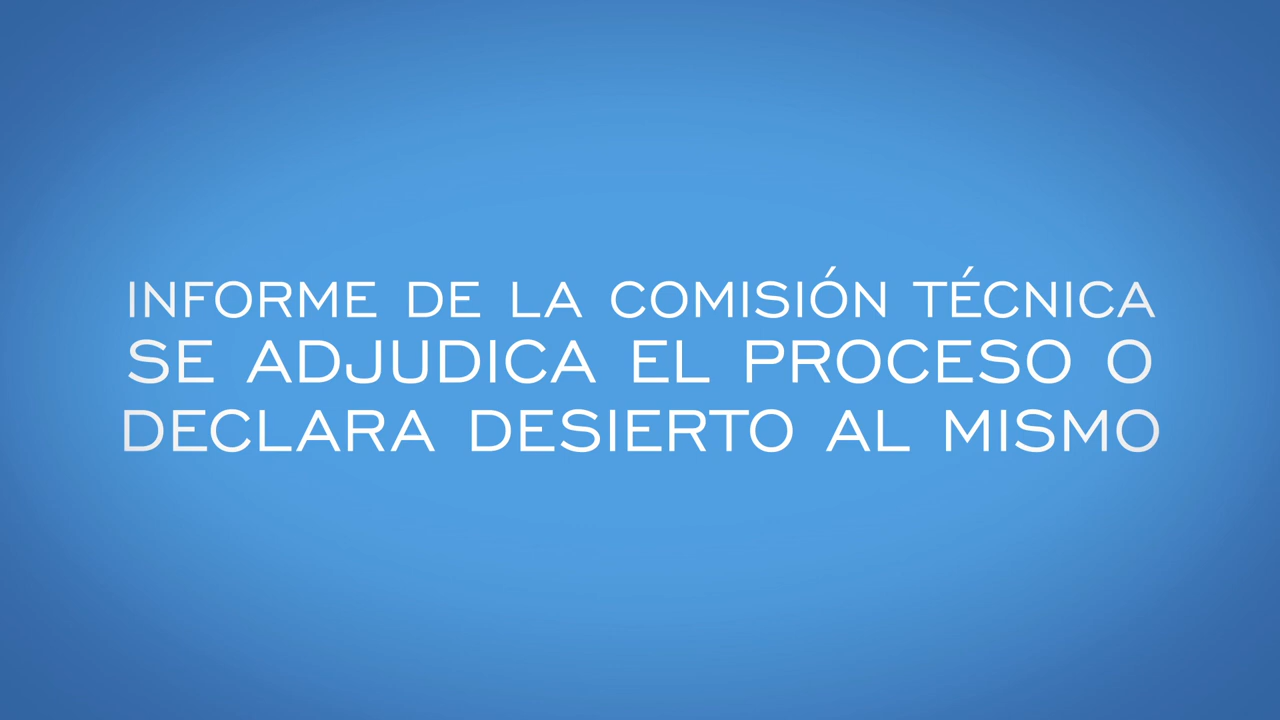 INFORME DE LA COMISIÓN TÉCNICA
SE ADJUDICA EL PROCESO O
DECLARA DESIERTO AL MISMO